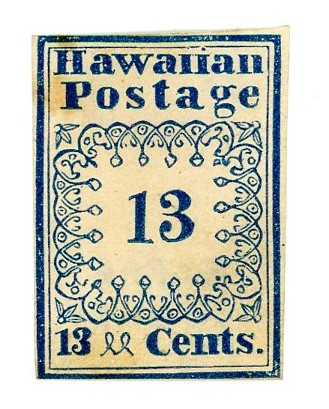 Hawaiian
Postage
13
13 Cents.